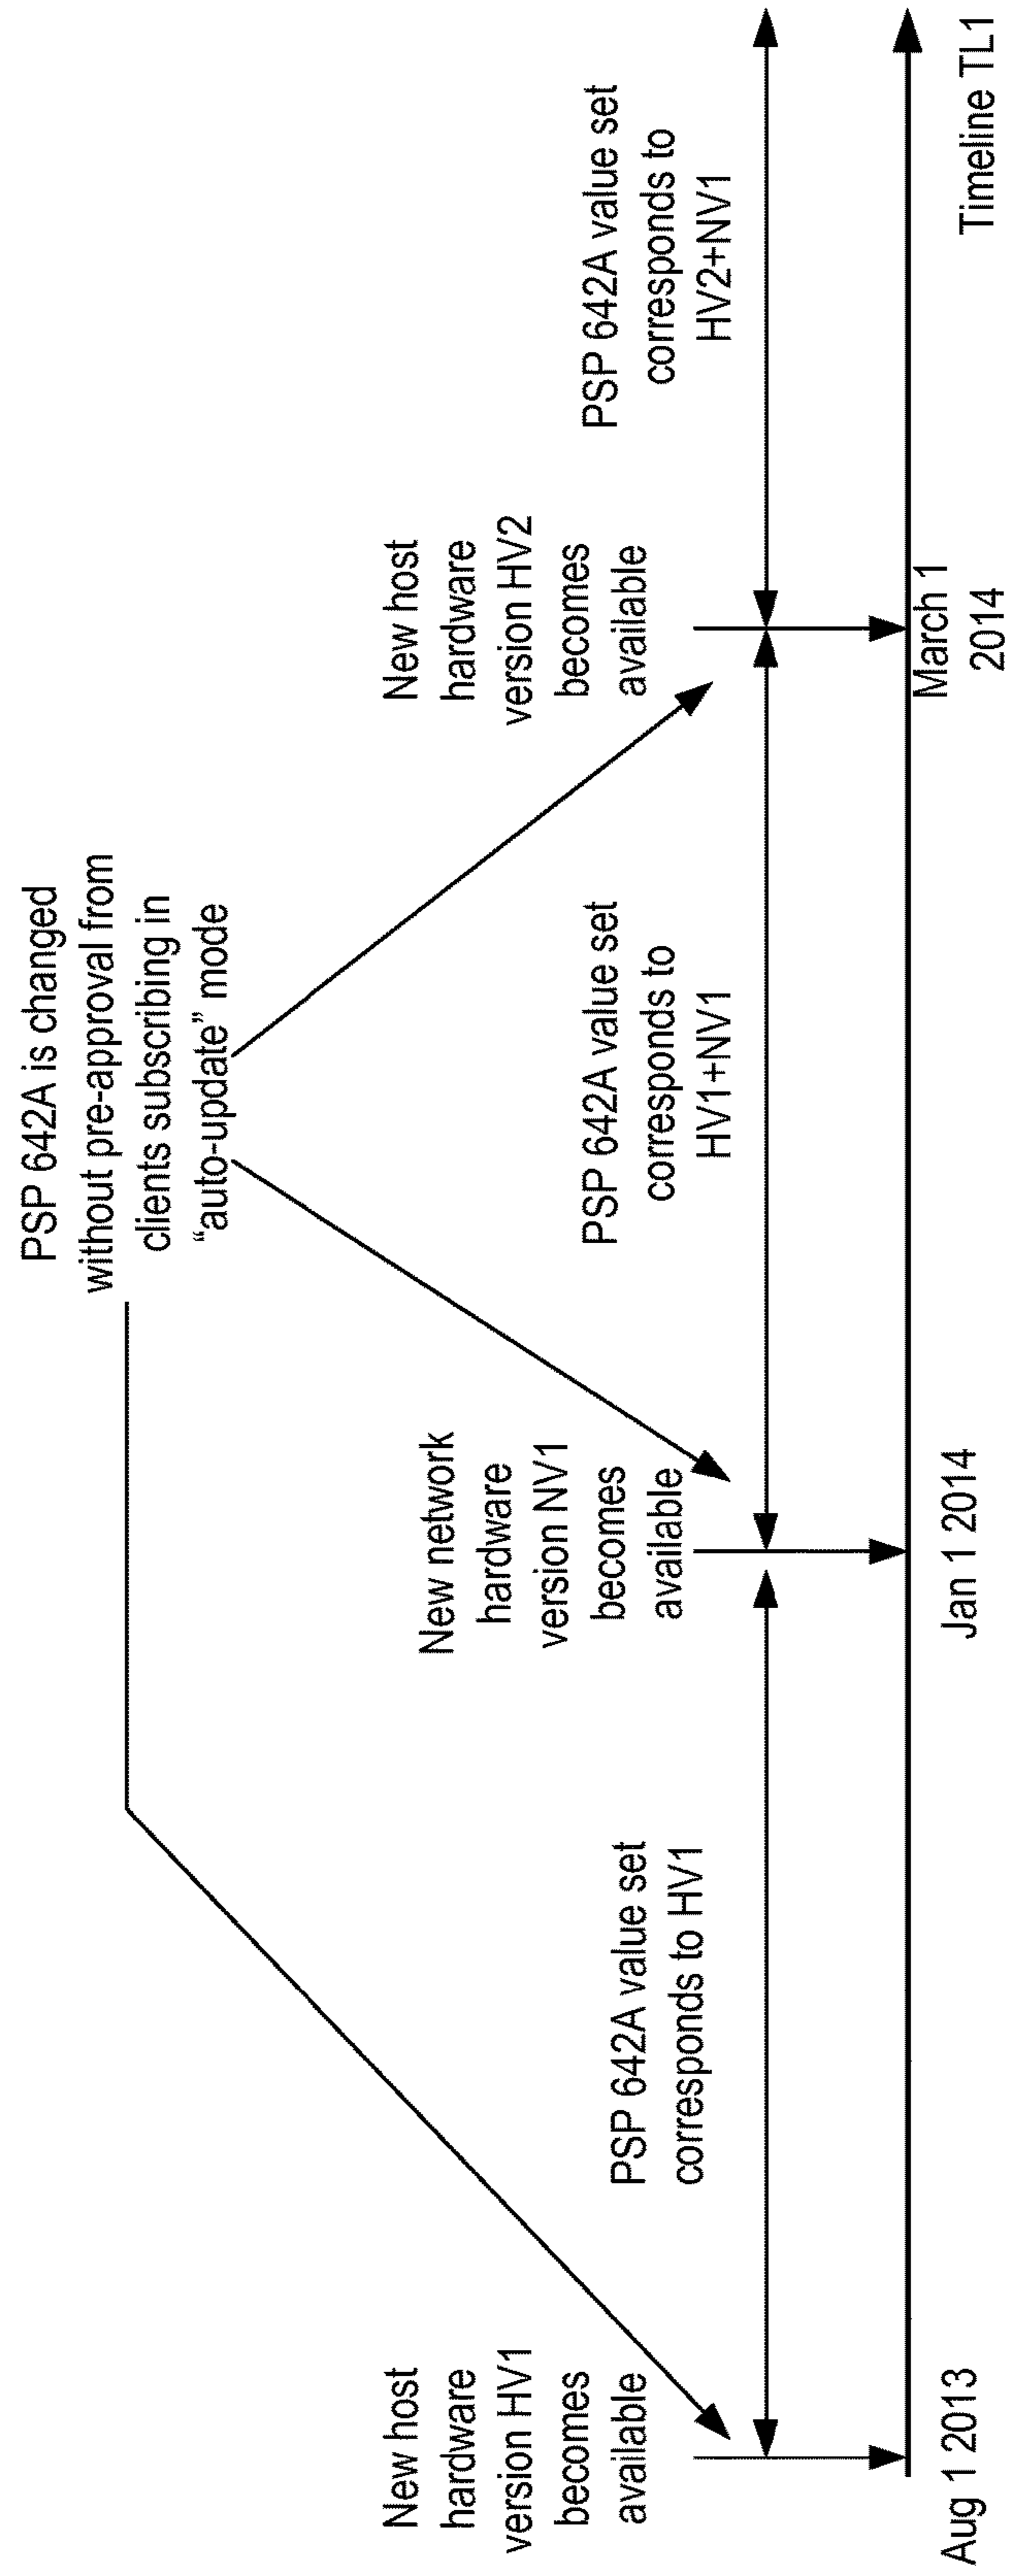 PSP 642A is changed
without pre-approval from
clients subscribing in
“auto-update” mode
New host
hardware
version HV1
becomes
available
New network
hardware
version NV1
becomes
available
New host
hardware
version HV2
becomes
available
PSP 642A value set
corresponds to HV1
PSP 642A value set
corresponds to
HV1+NV1
PSP 642A value set
corresponds to
HV2+NV1
Aug 1 2013
Jan 1 2014
March 1
2014
Timeline TL1